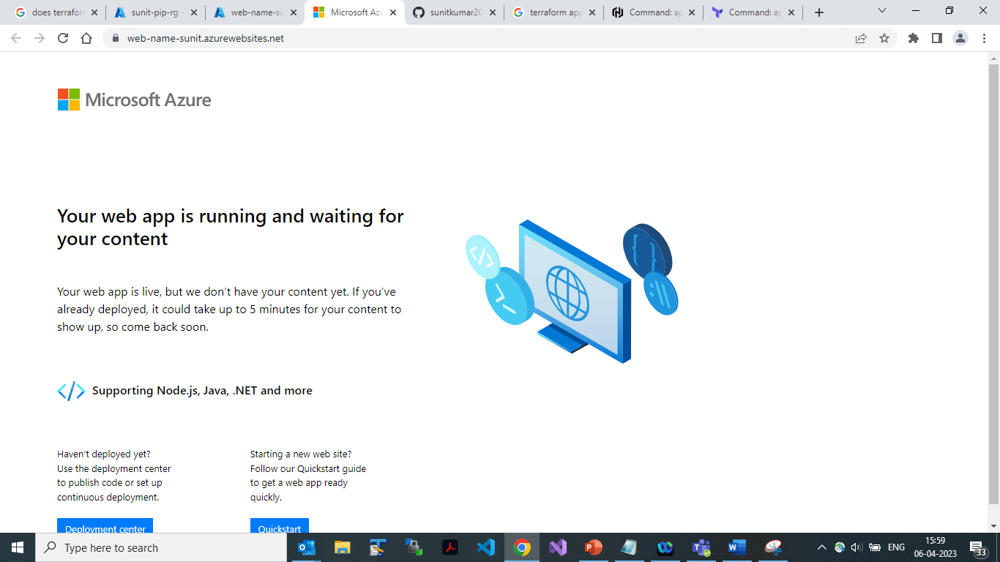 does terraform
sunit-pip-rg -
web-name-su
Microsoft Azu
sunitkumar20
terraform app
Command: ap
Command: ap
web-name-sunit.azurewebsites.net
Microsoft Azure
Your web app is running and waiting for
your content
Your web app is live, but we don’t have your content yet. If you’ve
already deployed, it could take up to 5 minutes for your content to
show up, so come back soon.
Supporting Node.js, Java, .NET and more
Haven’t deployed yet?
Use the deployment center
to publish code or set up
continuous deployment.
Deployment center
Starting a new web site?
Follow our Quickstart guide
to get a web app ready
quickly.
Quickstart
Type here to search
ENG
15:59
06-04-2023
33